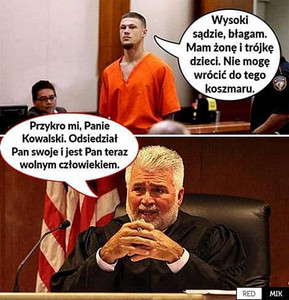 Wysoki
sądzie, błagam.
Mam żonę i trójkę
dzieci. Nie mogę
wrócić do tego
koszmaru.
Przykro mi, Panie
Kowalski. Odsiedział
Pan swoje i jest Pan teraz
wolnym człowiekiem.
RED MIK